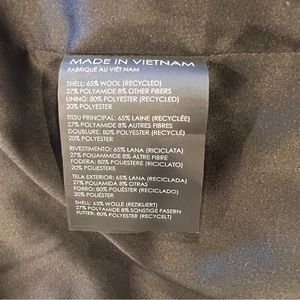 MADE IN VIETNAM
FABRIQUÉ AU VIÊT NAM
SHELL: 65% WOOL (RECYCLED)
27% POLYAMIDE 8% OTHER FIBERS
LINING: 80% POLYESTER (RECYCLED)
20% POLYESTER
TISSU PRINCIPAL: 65% LAINE (RECYCLÉE)
27% POLYAMIDE 8% AUTRES FIBRES
DOUBLURE: 80% POLYESTER (RECYCLÉ)
20% POLYESTER
RIVESTIMENTO: 65% LANA (RICICLATA)
27% POLIAMMIDE 8% ALTRE FIBRE
FODERA: 80% POLIESTERE (RICICLATO)
20% POLIESTERE
TELA EXTERIOR: 65% LANA (RECICLADA)
27% POLIAMIDA 8% OTRAS
FORRO: 80% POLIÉSTER (RECICLADO)
20% POLIÉSTER
SHELL: 65% WOLLE (REZIKLIERT)
27% POLYAMIDE 8% SONSTIGE FASERN
FUTTER: 80% POLYESTER (RECYCELT)